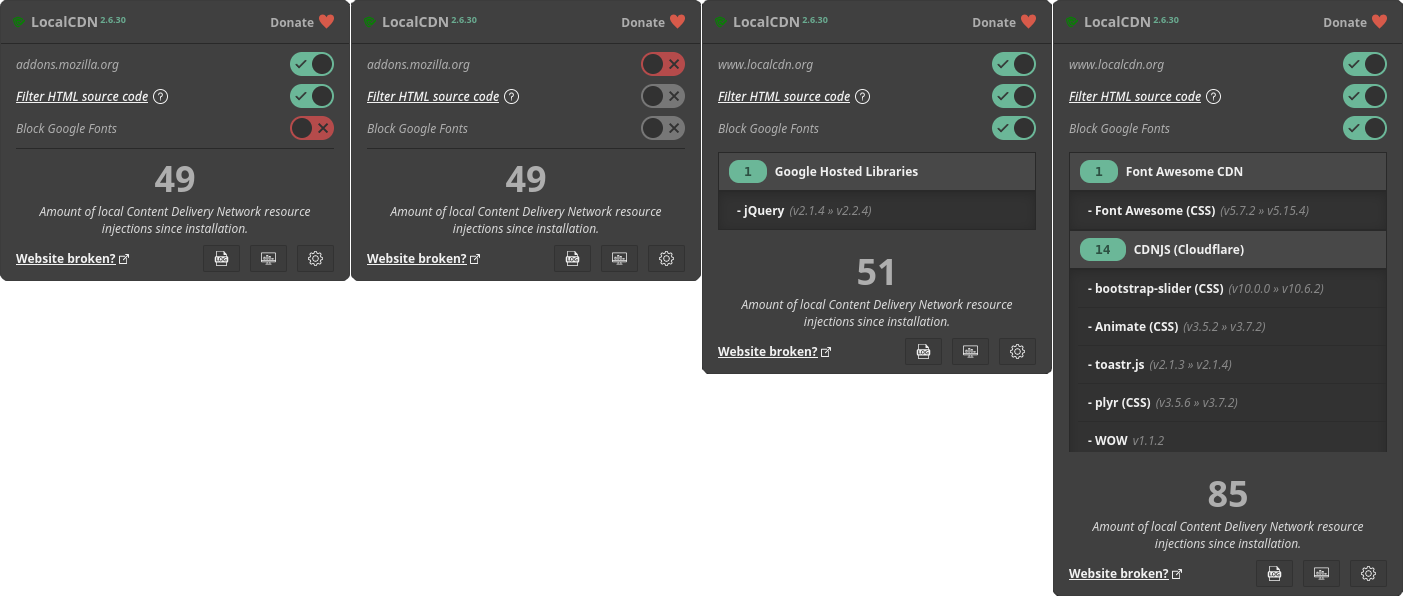 LocalCDN 2.6.30 Donate
addons.mozilla.org
Filter HTML source code ?
Block Google Fonts
49
Amount of local Content Delivery Network resource
injections since installation.
Website broken? LOG
LocalCDN 2.6.30 Donate
addons.mozilla.org
Filter HTML source code ?
Block Google Fonts
49
Amount of local Content Delivery Network resource
injections since installation.
Website broken? LOG
LocalCDN 2.6.30 Donate
www.localcdn.org
Filter HTML source code ?
Block Google Fonts
1 Google Hosted Libraries
- jQuery (v2.1.4 » v2.2.4)
51
Amount of local Content Delivery Network resource
injections since installation.
Website broken? LOG
LocalCDN 2.6.30 Donate
www.localcdn.org
Filter HTML source code ?
Block Google Fonts
1 Font Awesome CDN
- Font Awesome (CSS) (v5.7.2 » v5.15.4)
14 CDNJS (Cloudflare)
- bootstrap-slider (CSS) (v10.0.0 » v10.6.2)
- Animate (CSS) (v3.5.2 » v3.7.2)
- toastr.js (v2.1.3 » v2.1.4)
- plyr (CSS) (v3.5.6 » v3.7.2)
- WOW v1.1.2
85
Amount of local Content Delivery Network resource
injections since installation.
Website broken? LOG